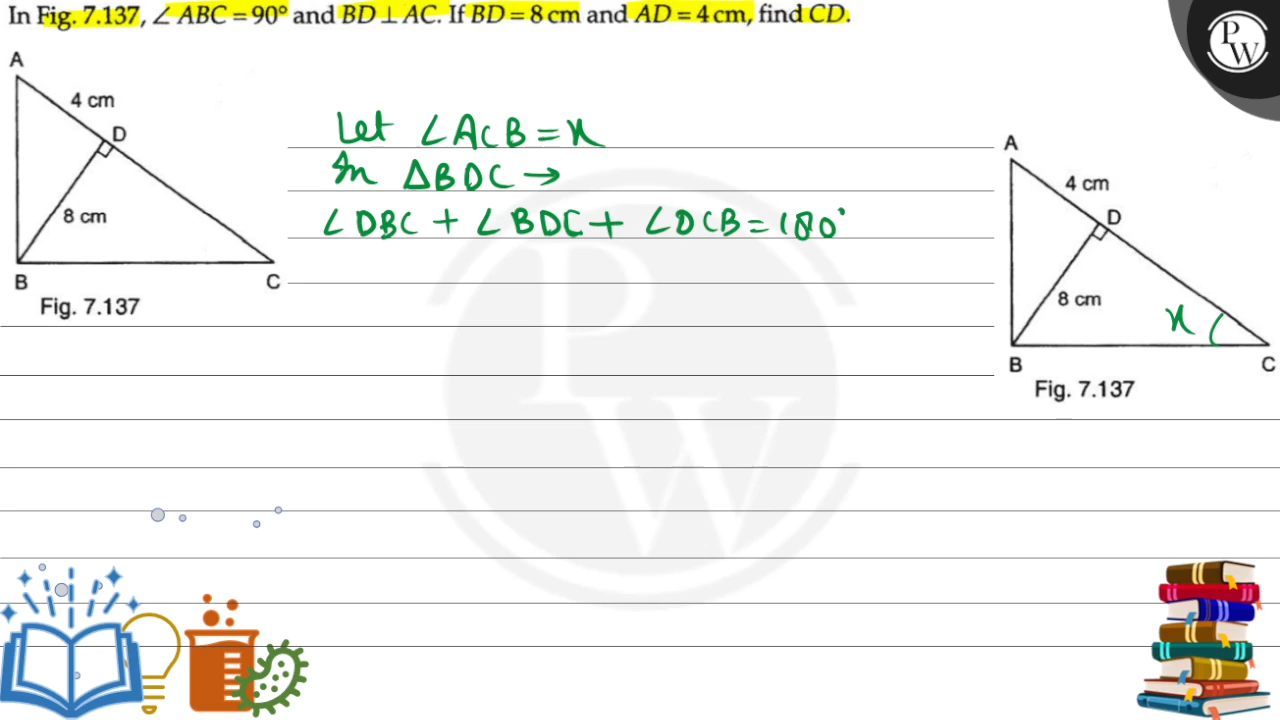 In Fig. 7.137, ∠ ABC = 90° and BD ⊥ AC. If BD = 8 cm and AD = 4 cm, find CD.
PW
A
4 cm
D
8 cm
B
C
Fig. 7.137
Let ∠ACB = x
In ΔBDC →
∠DBC + ∠BDC + ∠DCB = 180°
A
4 cm
D
8 cm
x
B
C
Fig. 7.137
PW